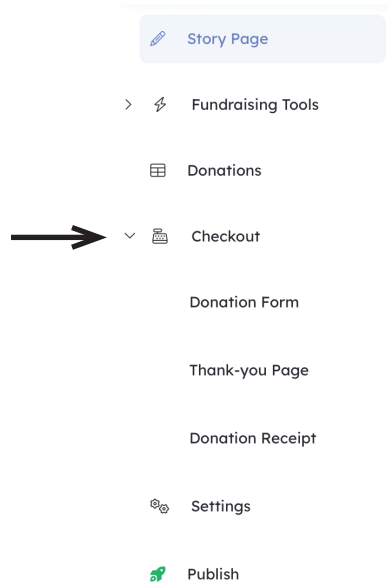 Story Page
Fundraising Tools
Donations
Checkout
Donation Form
Thank-you Page
Donation Receipt
Settings
Publish